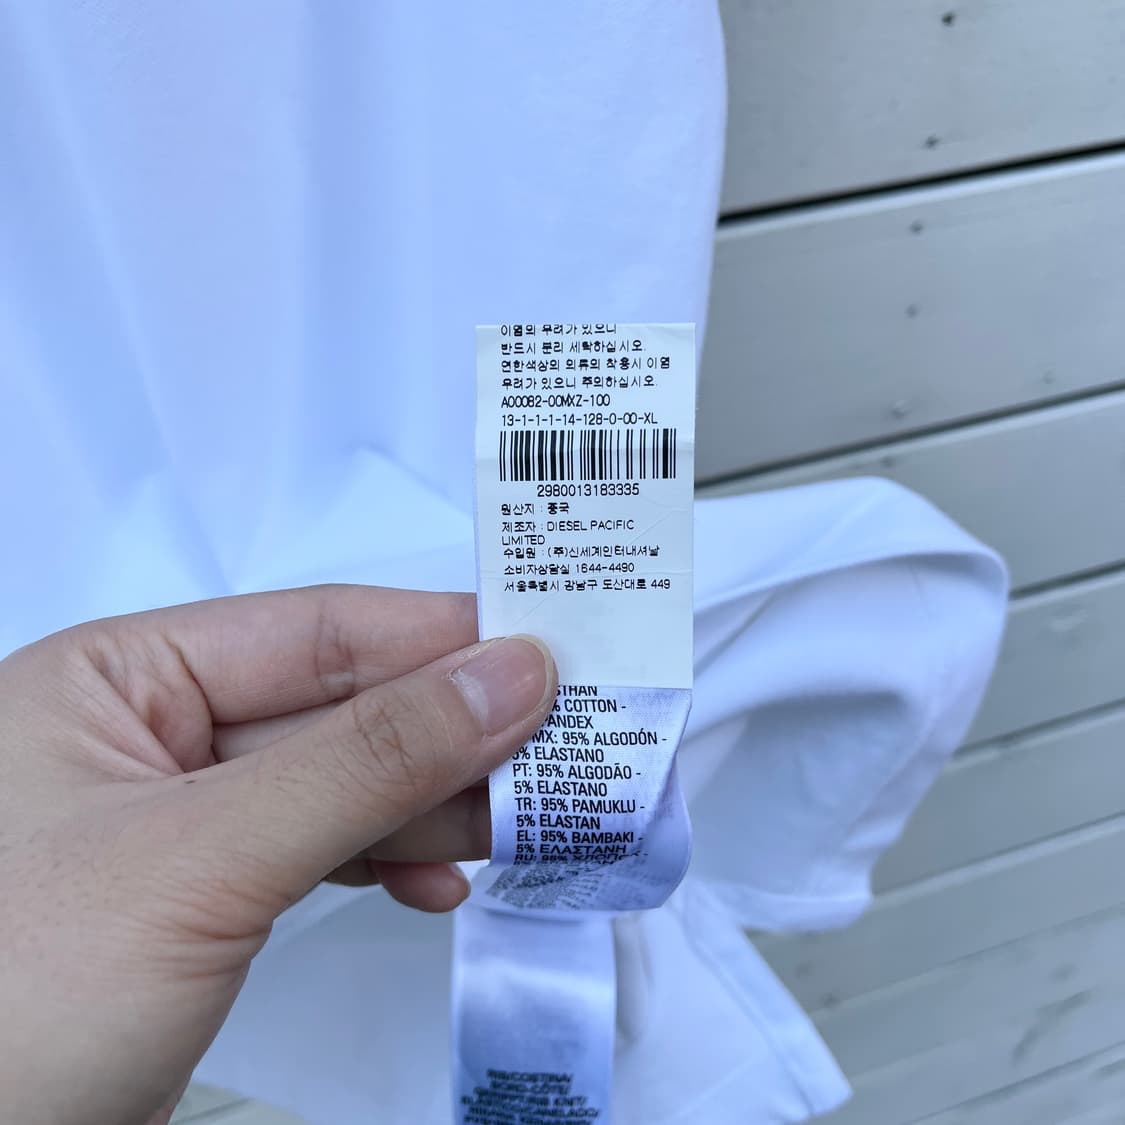 이염의 우려가 있으니
반드시 분리 세탁하십시오.
연한색상의 의류의 착용시 이염
우려가 있으니 주의하십시오.
A00082-00MXZ-100
13-1-1-1-14-128-0-00-XL
2980013183335
원산지 : 중국
제조자 : DIESEL PACIFIC
LIMITED
수입원 : (주)신세계인터내셔날
소비자상담실 1644-4490
서울특별시 강남구 도산대로 449
% COTTON -
MX: 95% ALGODÓN -
5% ELASTANO
PT: 95% ALGODÃO -
5% ELASTANO
TR: 95% PAMUKLU -
5% ELASTAN
EL: 95% BAMBAKI -
5% ΕΛΑΣΤΑΝΗ
RU: 95% ХЛОПОК -